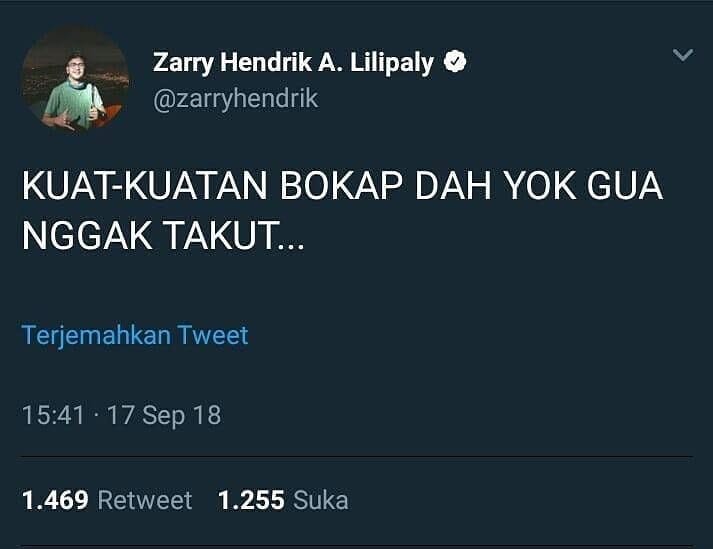 Zarry Hendrik A. Lilipaly
@zarryhendrik
KUAT-KUATAN BOKAP DAH YOK GUA
NGGAK TAKUT...
Terjemahkan Tweet
15:41 · 17 Sep 18
1.469 Retweet 1.255 Suka